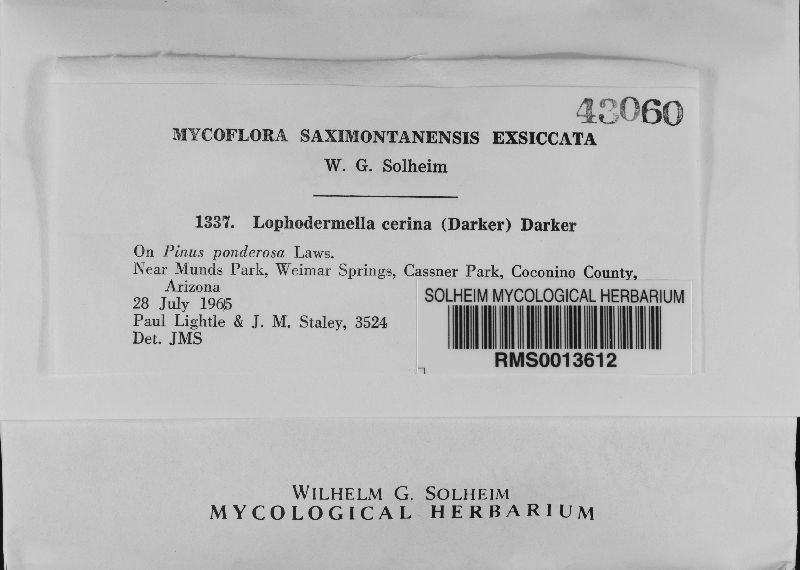 43060
MYCOFLORA SAXIMONTANENSIS EXSICCATA
W. G. Solheim
1337. Lophodermella cerina (Darker) Darker
On Pinus ponderosa Laws.
Near Munds Park, Weimar Springs, Cassner Park, Coconino County,
Arizona
28 July 1965
Paul Lightle & J. M. Staley, 3524
Det. JMS
SOLHEIM MYCOLOGICAL HERBARIUM
RMS0013612
WILHELM G. SOLHEIM
MYCOLOGICAL HERBARIUM